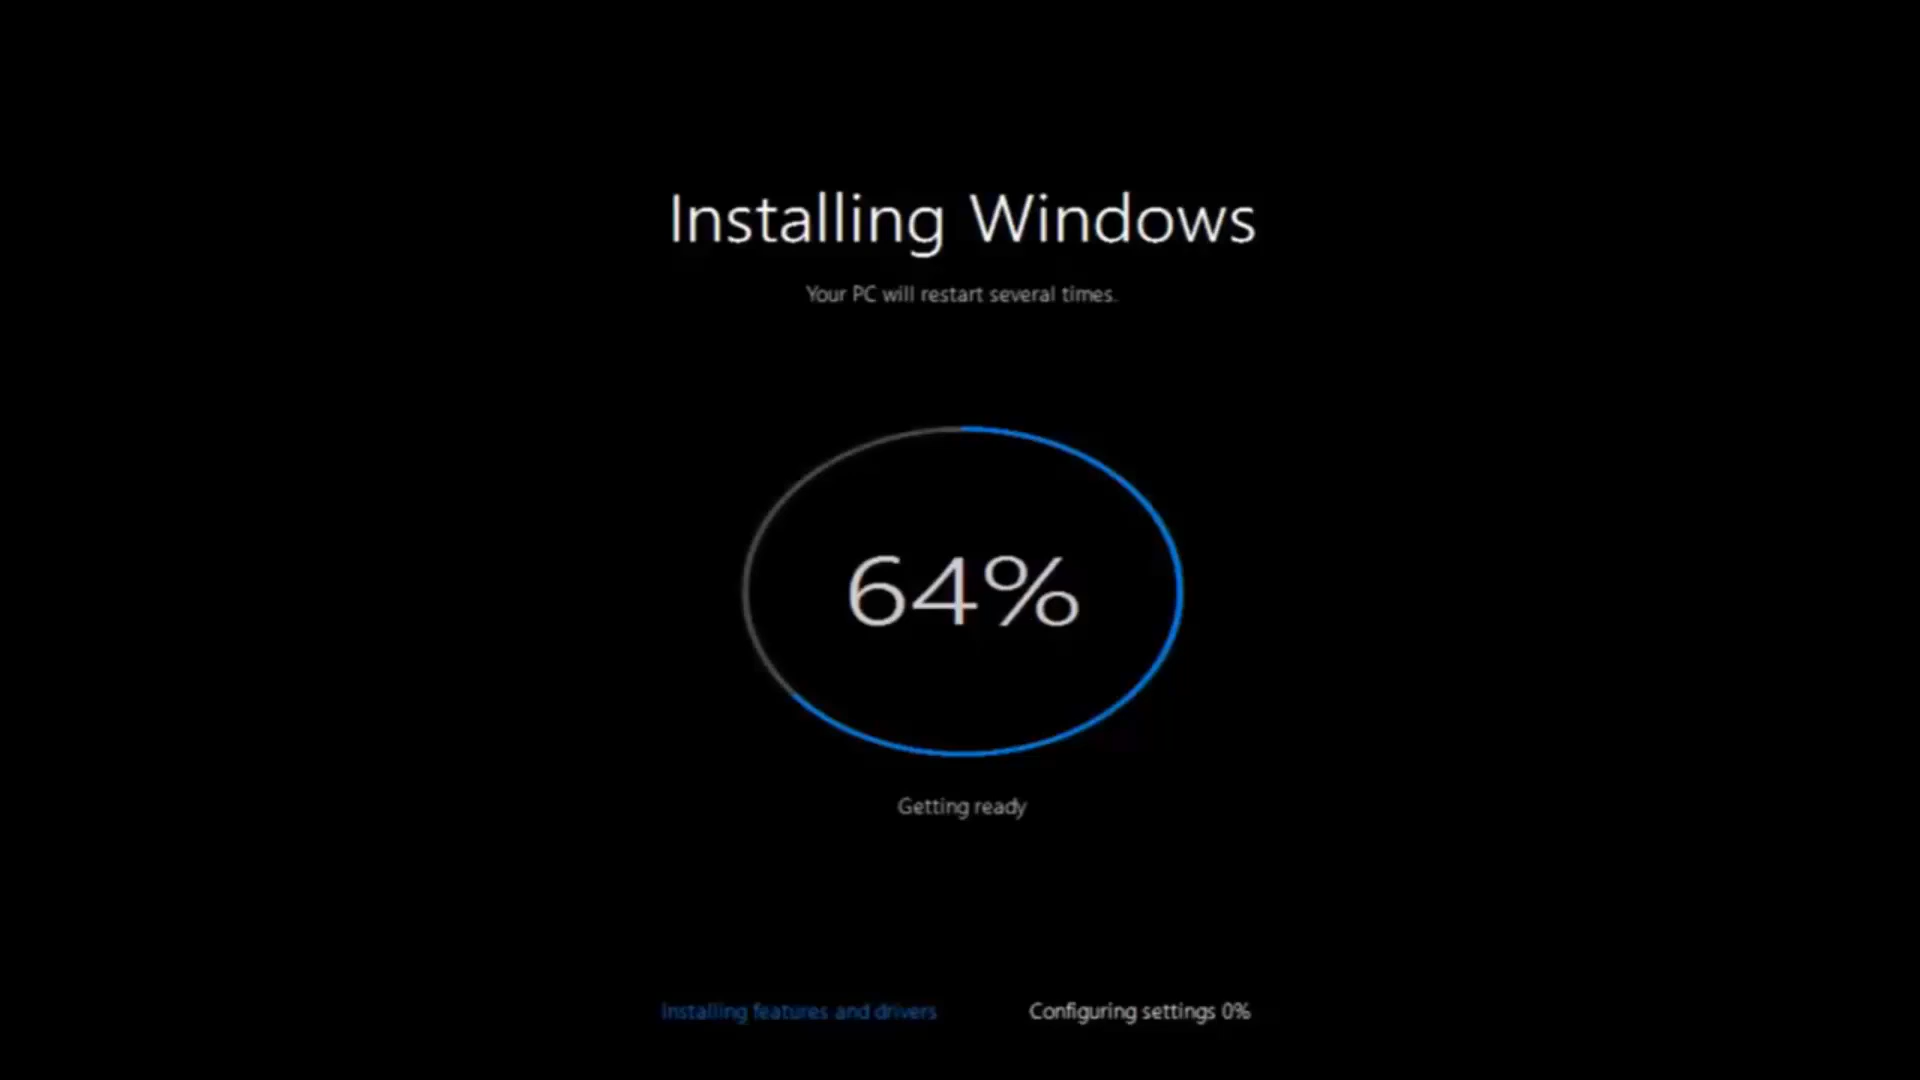 Installing Windows
Your PC will restart several times.
64%
Getting ready
Installing features and drivers
Configuring settings 0%